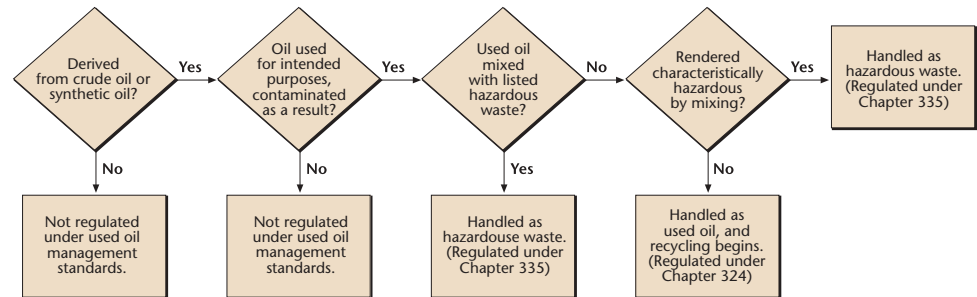 Derived
from crude oil or
synthetic oil?
Yes
Oil used
for intended
purposes,
contaminated
as a result?
Yes
Used oil
mixed
with listed
hazardous
waste?
No
Rendered
characteristically
hazardous
by mixing?
Yes
Handled as
hazardous waste.
(Regulated under
Chapter 335)
No
No
Yes
No
Not regulated
under used oil
management
standards.
Not regulated
under used oil
management
standards.
Handled as
hazardouse waste.
(Regulated under
Chapter 335)
Handled as
used oil, and
recycling begins.
(Regulated under
Chapter 324)